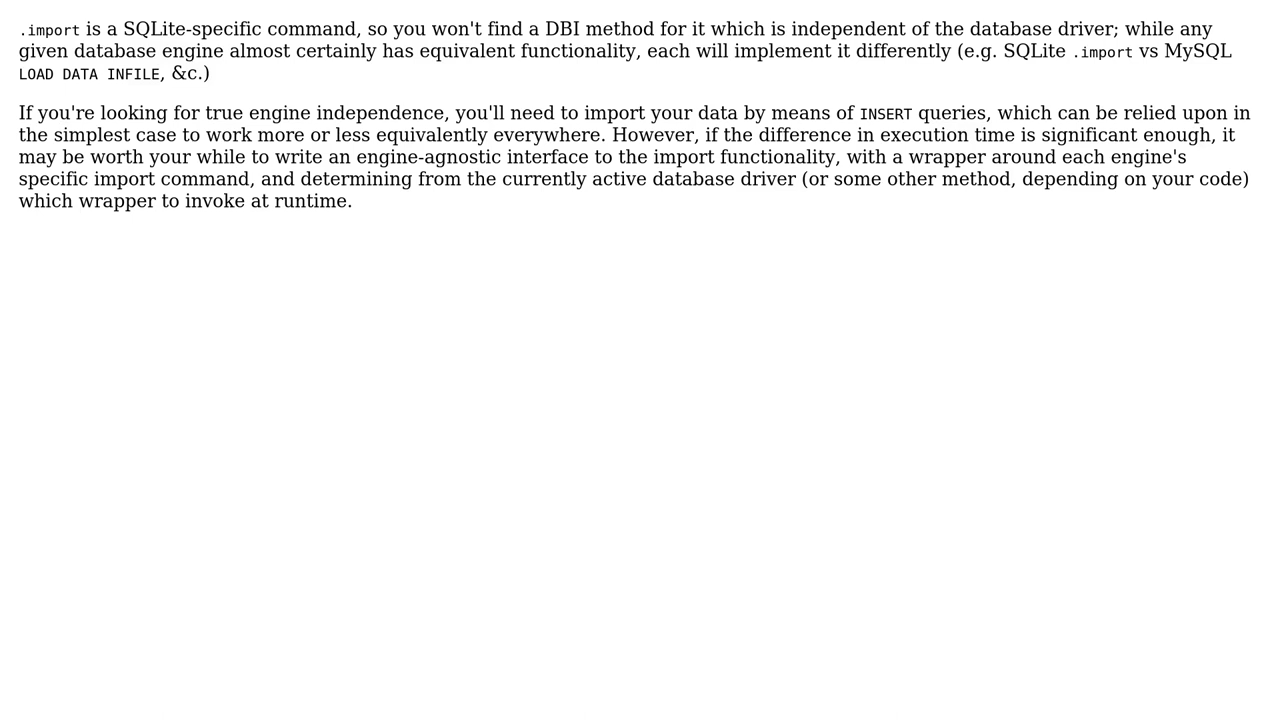 .import is a SQLite-specific command, so you won't find a DBI method for it which is independent of the database driver; while any
given database engine almost certainly has equivalent functionality, each will implement it differently (e.g. SQLite .import vs MySQL
LOAD DATA INFILE, &c.)
If you're looking for true engine independence, you'll need to import your data by means of INSERT queries, which can be relied upon in
the simplest case to work more or less equivalently everywhere. However, if the difference in execution time is significant enough, it
may be worth your while to write an engine-agnostic interface to the import functionality, with a wrapper around each engine's
specific import command, and determining from the currently active database driver (or some other method, depending on your code)
which wrapper to invoke at runtime.